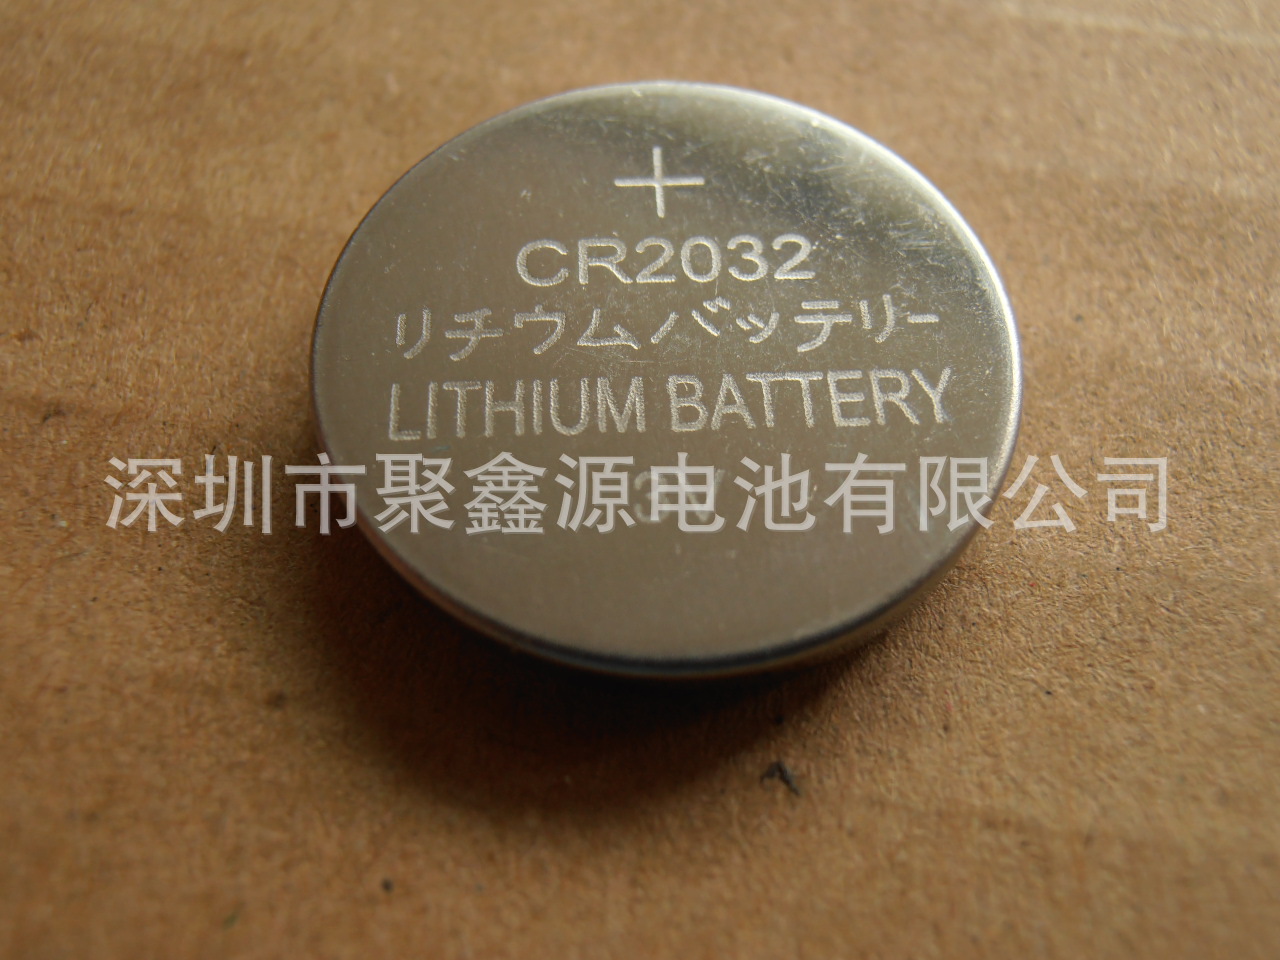 +
CR2032
リチウムバッテリー
LITHIUM BATTERY
3V
深圳市聚鑫源电池有限公司